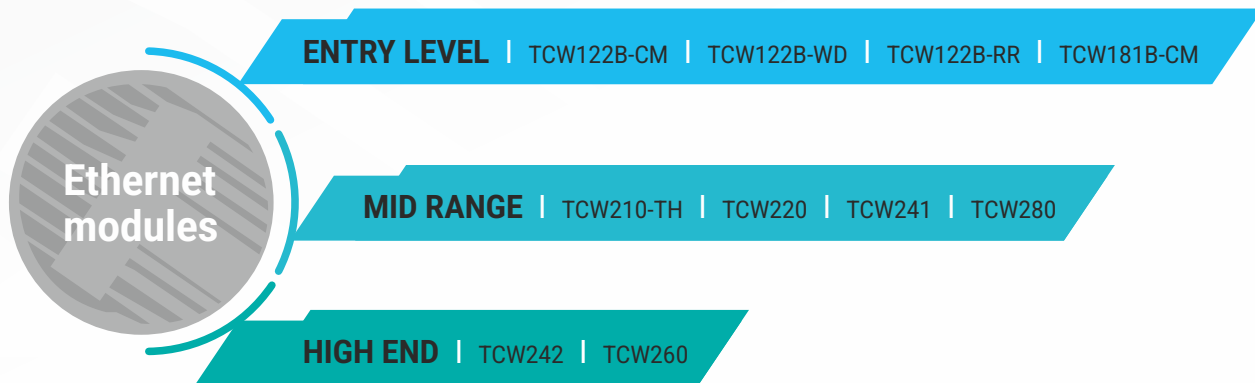 Ethernet
modules
ENTRY LEVEL | TCW122B-CM | TCW122B-WD | TCW122B-RR | TCW181B-CM
MID RANGE | TCW210-TH | TCW220 | TCW241 | TCW280
HIGH END | TCW242 | TCW260